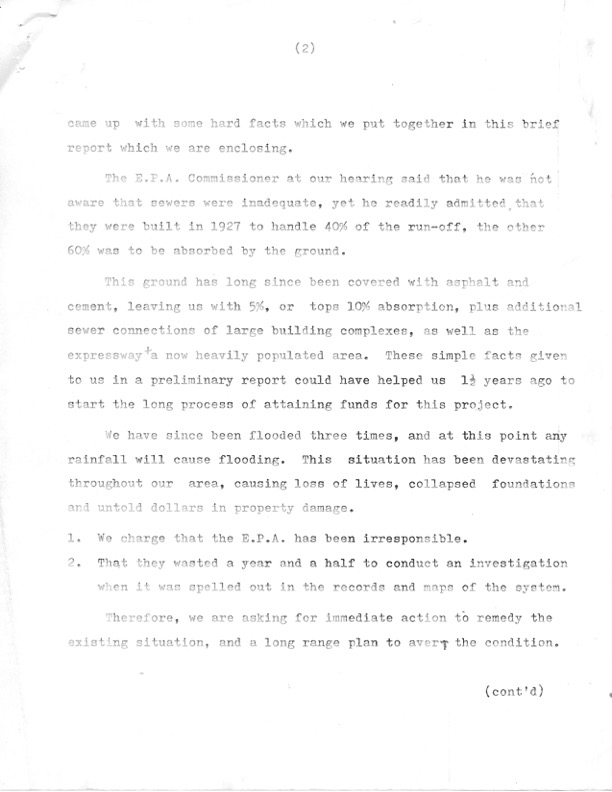 (2)
came up with some hard facts which we put together in this brief
report which we are enclosing.
The E.P.A. Commissioner at our hearing said that he was not
aware that sewers were inadequate, yet he readily admitted that
they were built in 1927 to handle 40% of the run-off, the other
60% was to be absorbed by the ground.
This ground has long since been covered with asphalt and
cement, leaving us with 5%, or tops 10% absorption, plus additional
sewer connections of large building complexes, as well as the
expressway + a now heavily populated area. These simple facts given
to us in a preliminary report could have helped us 1½ years ago to
start the long process of attaining funds for this project.
We have since been flooded three times, and at this point any
rainfall will cause flooding. This situation has been devastating
throughout our area, causing loss of lives, collapsed foundations
and untold dollars in property damage.
1. We charge that the E.P.A. has been irresponsible.
2. That they wasted a year and a half to conduct an investigation
when it was spelled out in the records and maps of the system.
Therefore, we are asking for immediate action to remedy the
existing situation, and a long range plan to avert the condition.
(cont'd)